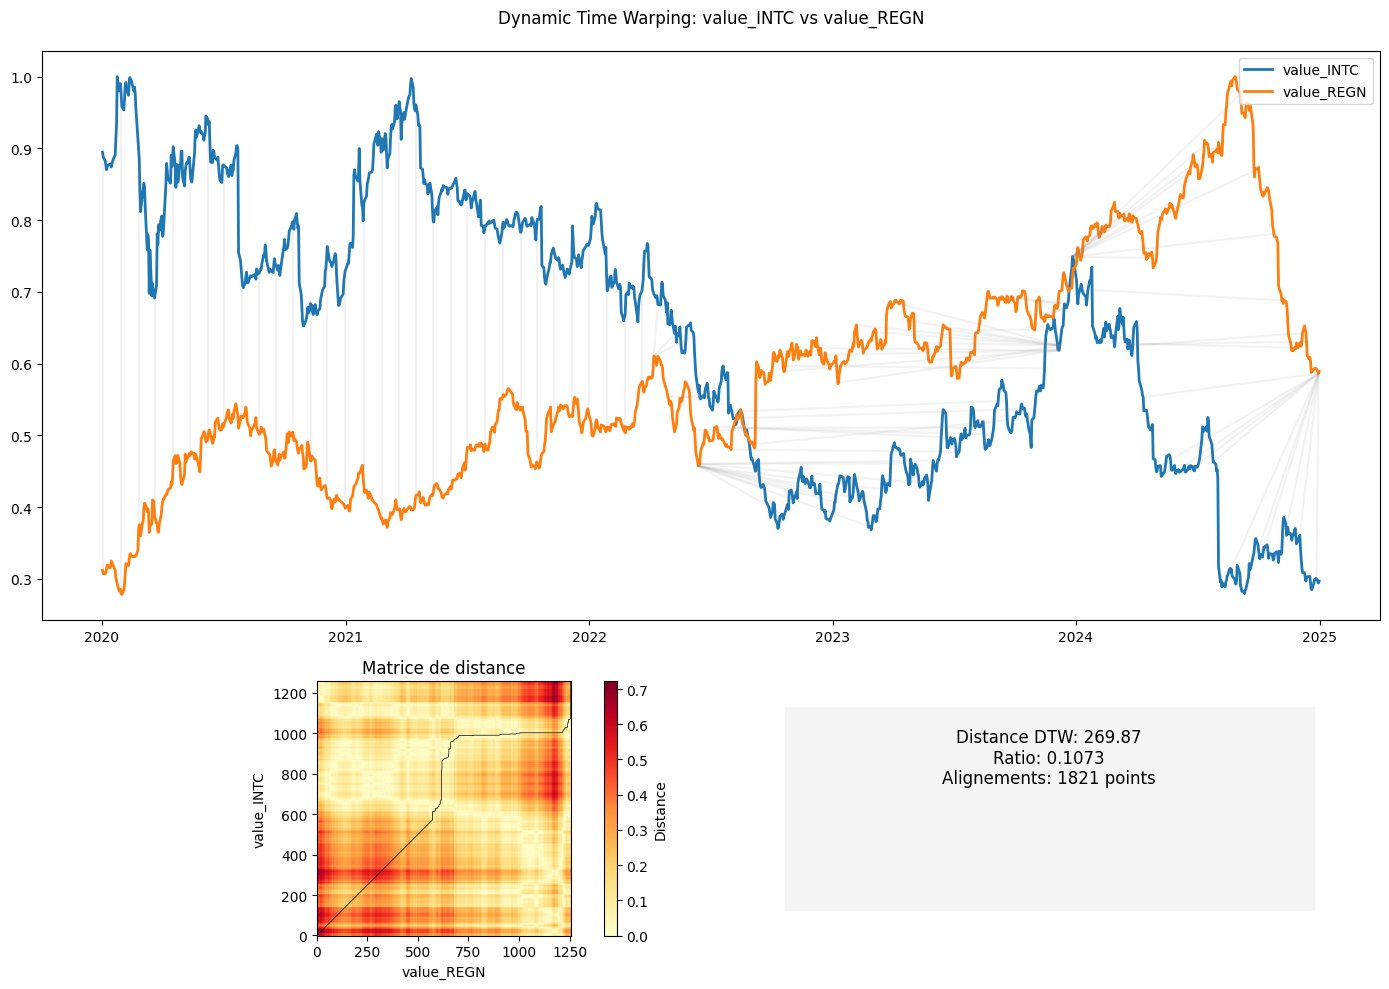 Dynamic Time Warping: value_INTC vs value_REGN
value_INTC
value_REGN
1.0
0.9
0.8
0.7
0.6
0.5
0.4
0.3
2020 2021 2022 2023 2024 2025
Matrice de distance
value_INTC
1200
1000
800
600
400
200
0
0 250 500 750 1000 1250
value_REGN
0.7
0.6
0.5
0.4
0.3
0.2
0.1
0.0
Distance
Distance DTW: 269.87
Ratio: 0.1073
Alignements: 1821 points